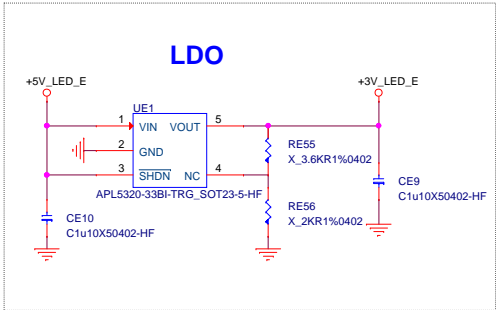 LDO
+5V_LED_E
+3V_LED_E
UE1
1 VIN VOUT 5
2 GND
3 SHDN NC 4
APL5320-33BI-TRG_SOT23-5-HF
RE55
X_3.6KR1%0402
RE56
X_2KR1%0402
CE9
C1u10X50402-HF
CE10
C1u10X50402-HF